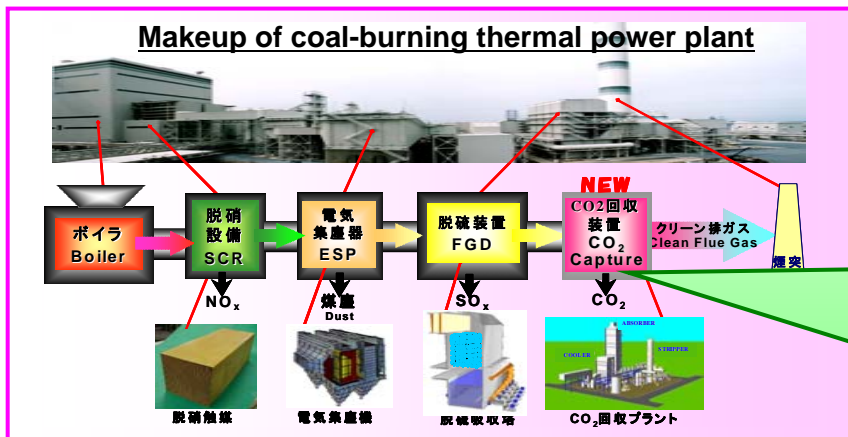 Makeup of coal-burning thermal power plant
NEW
ボイラ
Boiler
脱硝
設備
SCR
電気
集塵器
ESP
脱硫装置
FGD
CO2回収
装置
CO₂
Capture
クリーン排ガス
Clean Flue Gas
煙突
NOₓ
煤塵
Dust
SOₓ
CO₂
ABSORBER
STRIPPER
COOLER
脱硝触媒
電気集塵機
脱硫吸収塔
CO₂回収プラント